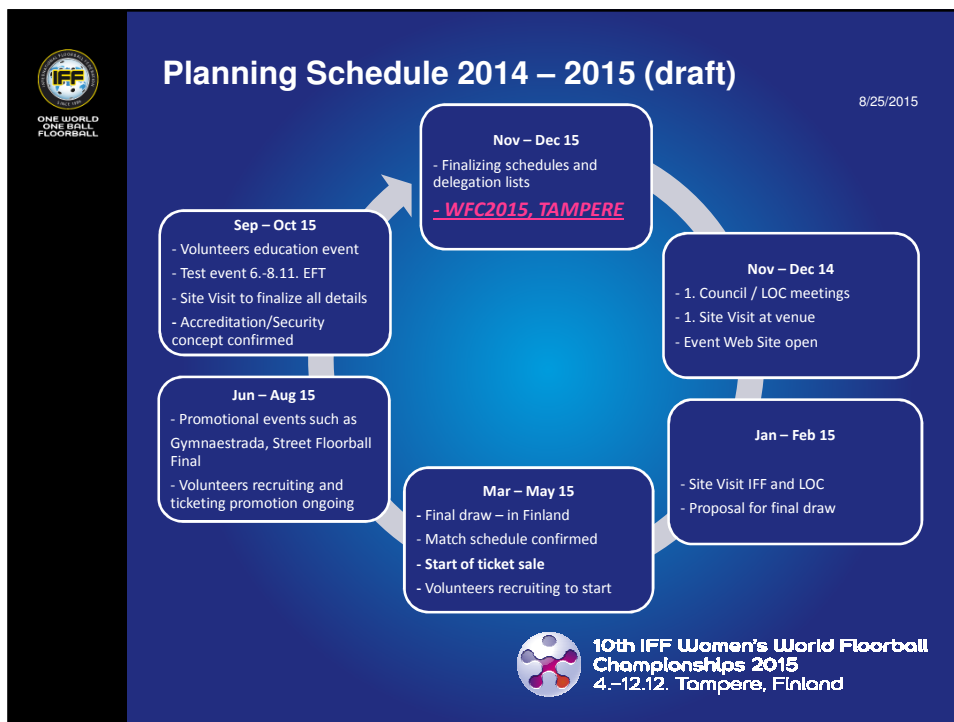 IFF
ONE WORLD
ONE BALL
FLOORBALL
Planning Schedule 2014 – 2015 (draft)
8/25/2015
Nov – Dec 15
- Finalizing schedules and
delegation lists
- WFC2015, TAMPERE
Nov – Dec 14
- 1. Council / LOC meetings
- 1. Site Visit at venue
- Event Web Site open
Jan – Feb 15
- Site Visit IFF and LOC
- Proposal for final draw
Mar – May 15
- Final draw – in Finland
- Match schedule confirmed
- Start of ticket sale
- Volunteers recruiting to start
Jun – Aug 15
- Promotional events such as
Gymnaestrada, Street Floorball
Final
- Volunteers recruiting and
ticketing promotion ongoing
Sep – Oct 15
- Volunteers education event
- Test event 6.-8.11. EFT
- Site Visit to finalize all details
- Accreditation/Security
concept confirmed
10th IFF Women's World Floorball
Championships 2015
4.–12.12. Tampere, Finland